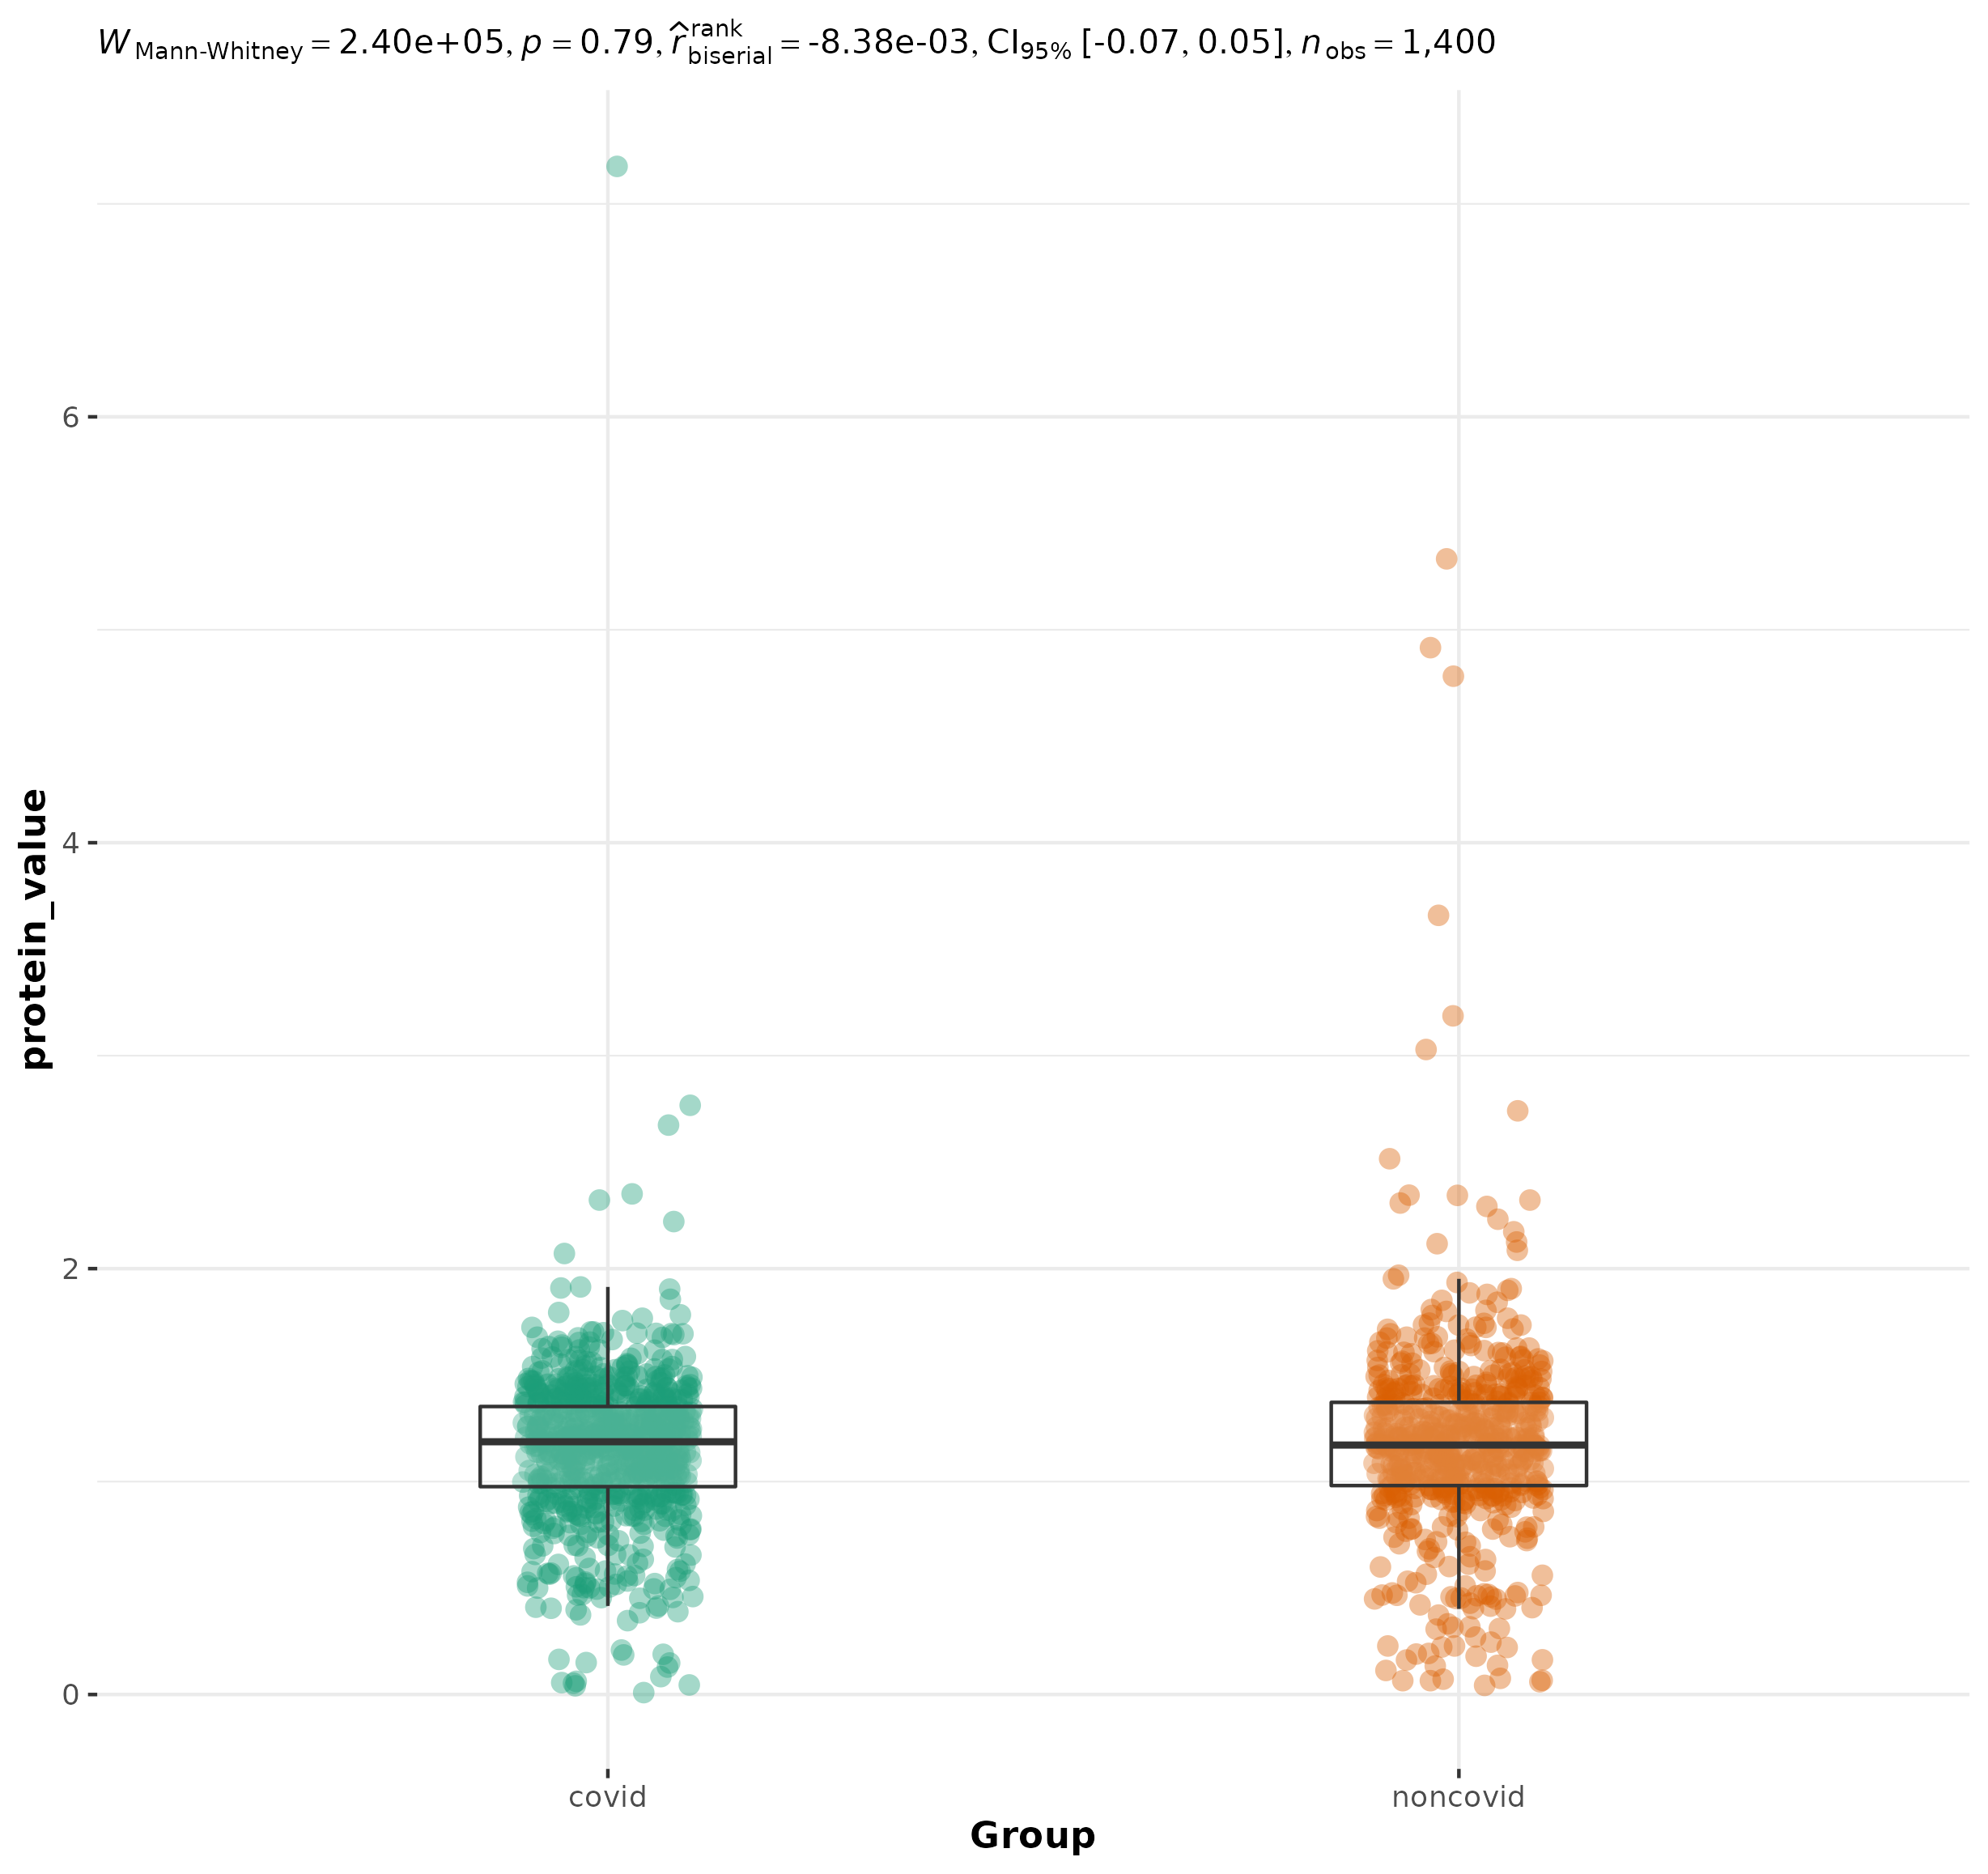 W Mann-Whitney = 2.40e+05, p = 0.79, r̂ rank biserial = -8.38e-03, CI95% [-0.07, 0.05], n obs = 1,400
protein_value
6
4
2
0
covid noncovid
Group